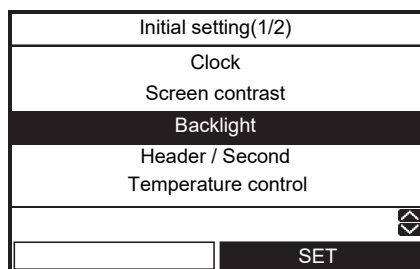 Initial setting(1/2)
Clock
Screen contrast
Backlight
Header / Second
Temperature control
SET